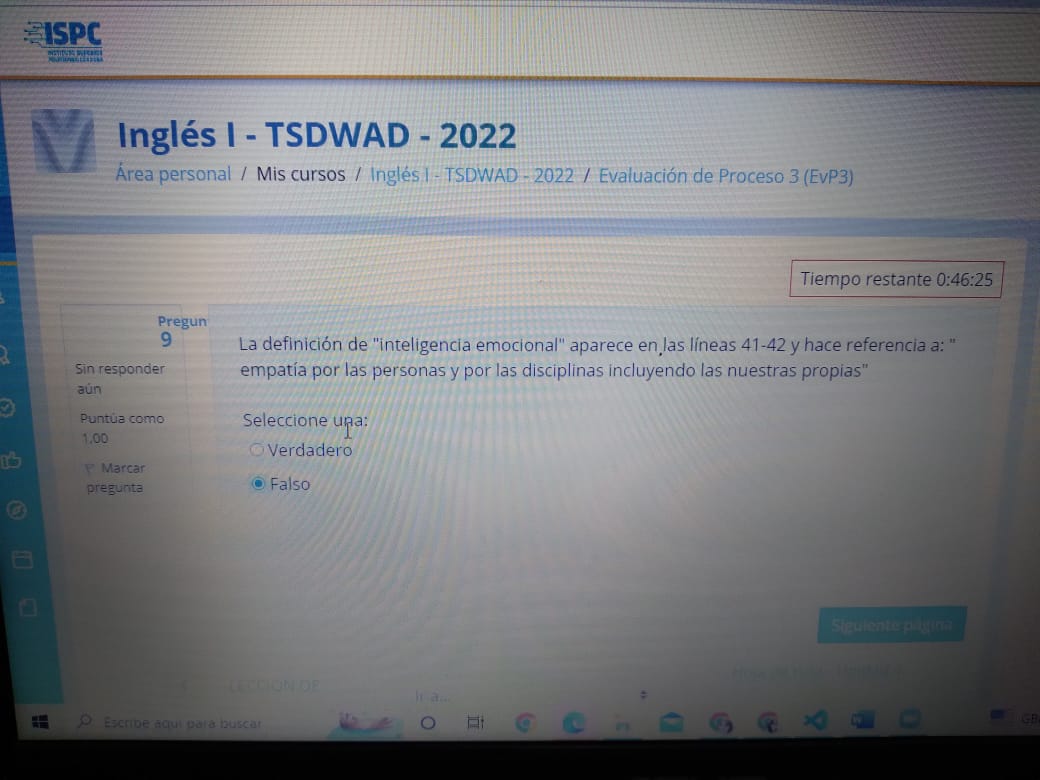 ISPC
INSTITUTO SUPERIOR
POLITÉCNICO CÓRDOBA
Inglés I - TSDWAD - 2022
Área personal / Mis cursos / Inglés I - TSDWAD - 2022 / Evaluación de Proceso 3 (EvP3)
Tiempo restante 0:46:25
Pregun
9
Sin responder
aún
Puntúa como
1,00
Marcar
pregunta
La definición de "inteligencia emocional" aparece en las líneas 41-42 y hace referencia a: "
empatía por las personas y por las disciplinas incluyendo las nuestras propias"
Seleccione una:
Verdadero
Falso
Siguiente página
LECCIÓN DE
Ir a...
Escribe aquí para buscar